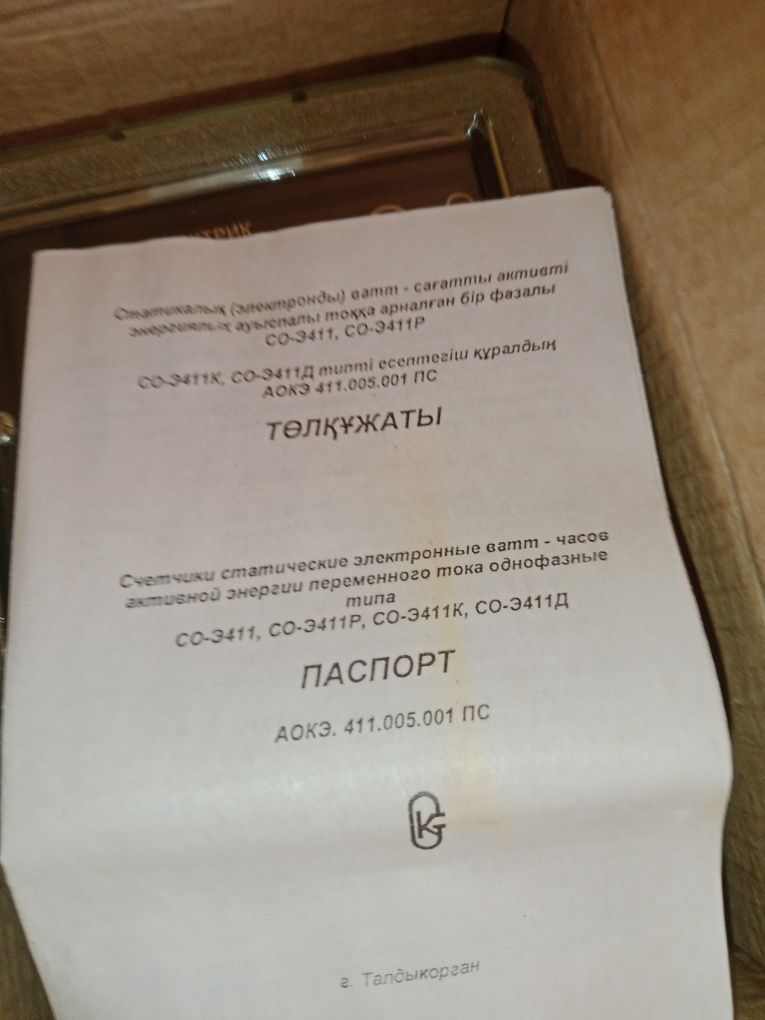 Статикалық (электронды) ватт - сағатты активті
энергиялық ауыспалы тоққа арналған бір фазалы
СО-Э411, СО-Э411Р
СО-Э411К, СО-Э411Д типті есептегіш құралдың
АОКЭ 411.005.001 ПС
ТӨЛҚҰЖАТЫ
Счетчики статические электронные ватт - часов
активной энергии переменного тока однофазные
типа
СО-Э411, СО-Э411Р, СО-Э411К, СО-Э411Д
ПАСПОРТ
АОКЭ. 411.005.001 ПС
г. Талдыкорган